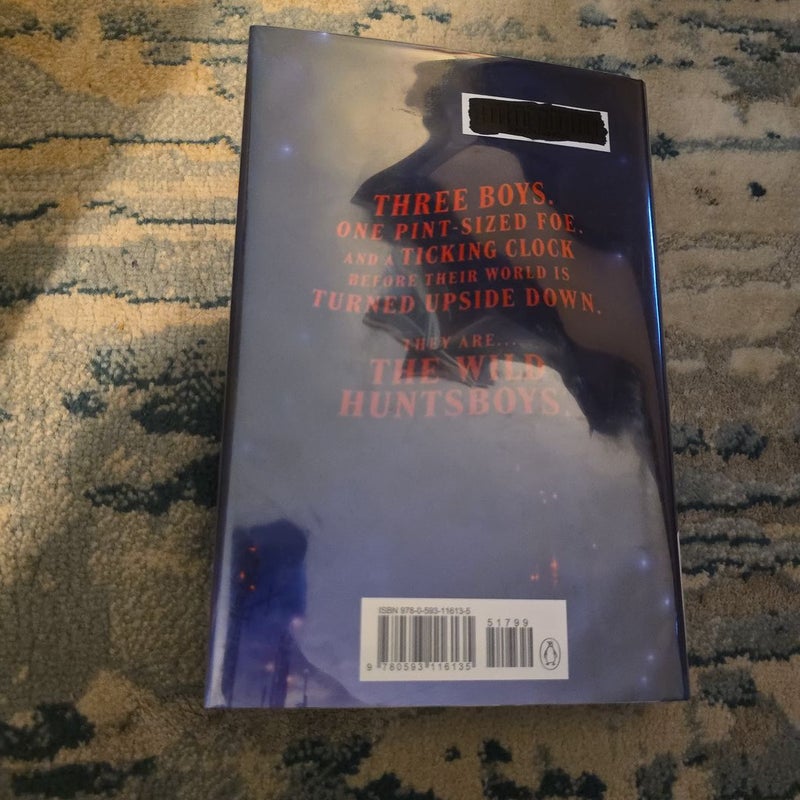 THREE BOYS.
ONE PINT-SIZED FOE.
AND A TICKING CLOCK
BEFORE THEIR WORLD IS
TURNED UPSIDE DOWN.
THEY ARE...
THE WILD
HUNTSBOYS.
ISBN 978-0-593-11613-5
51799
9 780593 116135